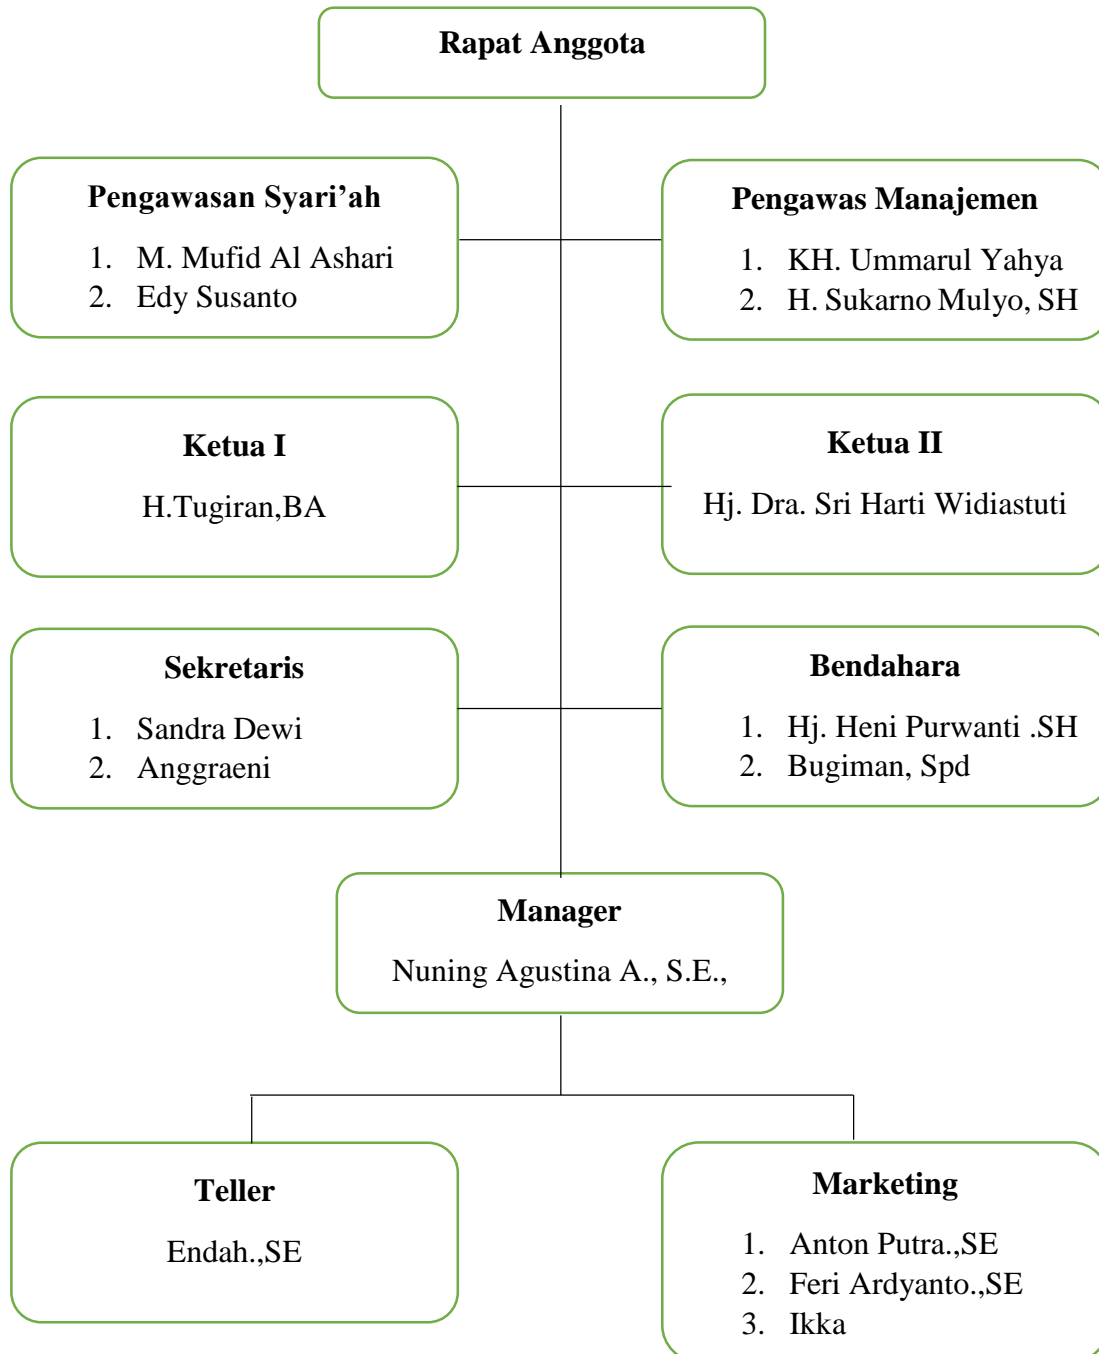 Rapat Anggota
Pengawasan Syari’ah
1. M. Mufid Al Ashari
2. Edy Susanto
Pengawas Manajemen
1. KH. Ummarul Yahya
2. H. Sukarno Mulyo, SH
Ketua I
H.Tugiran,BA
Ketua II
Hj. Dra. Sri Harti Widiastuti
Sekretaris
1. Sandra Dewi
2. Anggraeni
Bendahara
1. Hj. Heni Purwanti .SH
2. Bugiman, Spd
Manager
Nuning Agustina A., S.E.,
Teller
Endah.,SE
Marketing
1. Anton Putra.,SE
2. Feri Ardyanto.,SE
3. Ikka